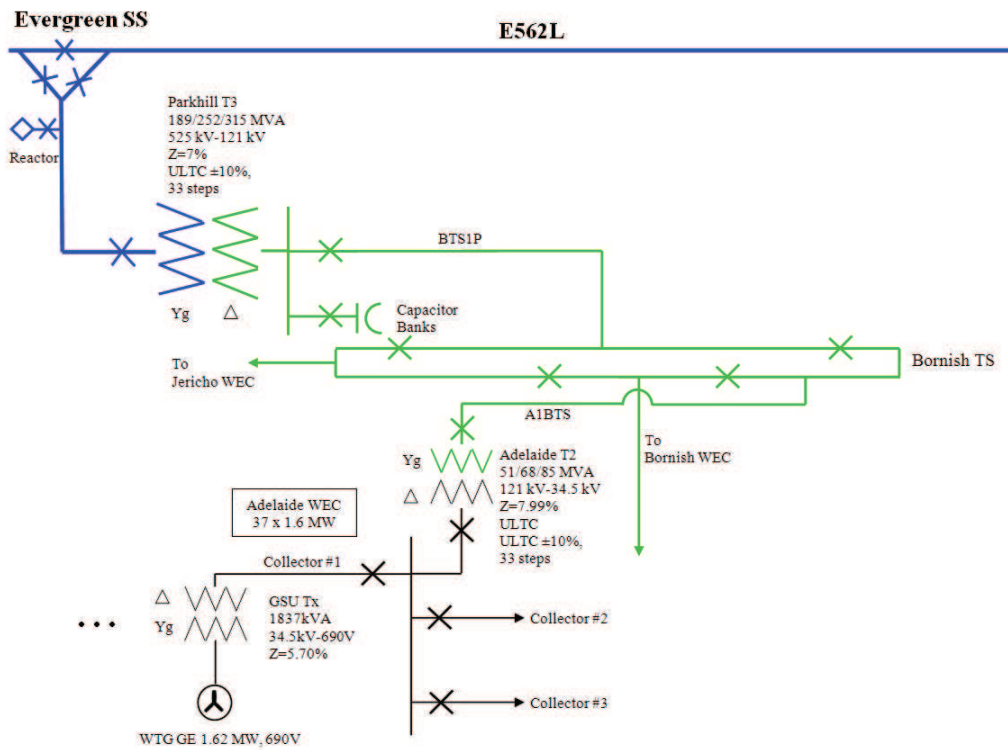 Evergreen SS
E562L
Parkhill T3
189/252/315 MVA
525 kV-121 kV
Z=7%
ULTC ±10%,
33 steps
Reactor
BTS1P
Yg
△
Capacitor
Banks
To
Jericho WEC
Bornish TS
A1BTS
To
Bornish WEC
Yg
△
Adelaide T2
51/68/85 MVA
121 kV-34.5 kV
Z=7.99%
ULTC
ULTC ±10%,
33 steps
Adelaide WEC
37 x 1.6 MW
Collector #1
△
Yg
GSU Tx
1837kVA
34.5kV-690V
Z=5.70%
• • •
Collector #2
Collector #3
WTG GE 1.62 MW, 690V